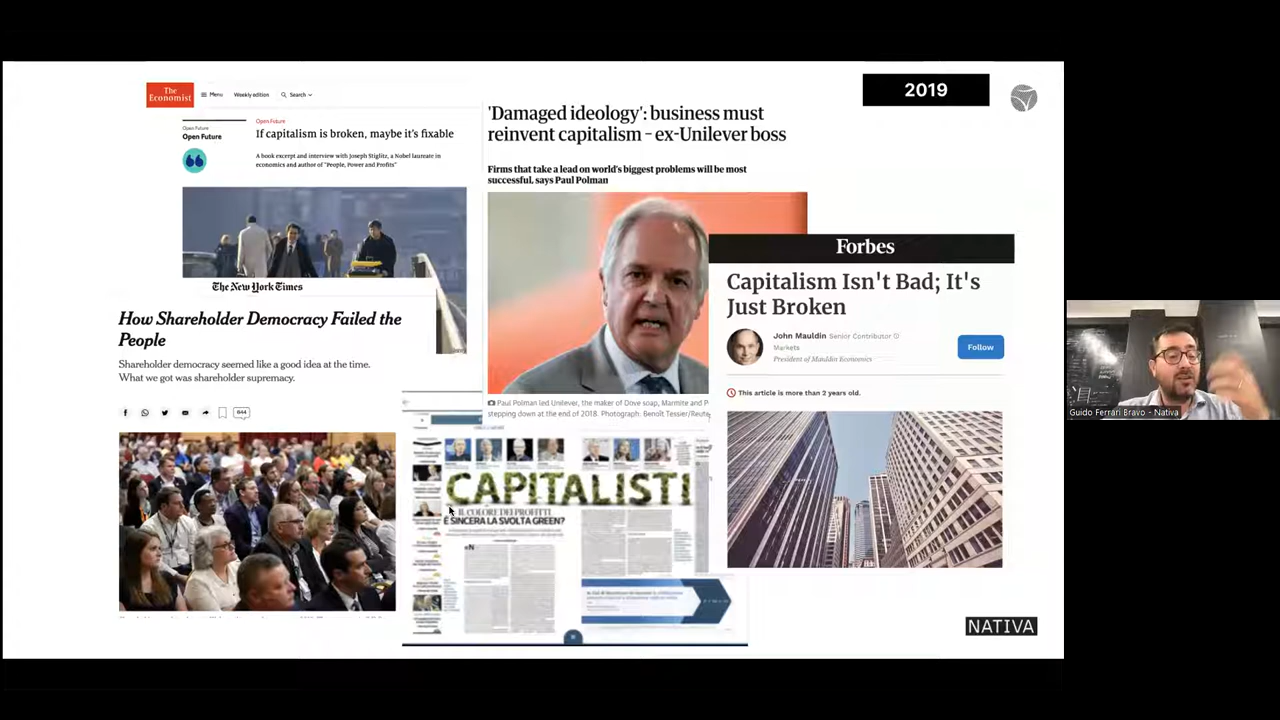 The
Economist
Menu
Weekly edition
Search
Open Future
Open Future
Open Future
If capitalism is broken, maybe it's fixable
A book excerpt and interview with Joseph Stiglitz, a Nobel laureate in
economics and author of "People, Power and Profits"
The New York Times
How Shareholder Democracy Failed the
People
Shareholder democracy seemed like a good idea at the time.
What we got was shareholder supremacy.
844
'Damaged ideology': business must
reinvent capitalism – ex-Unilever boss
Firms that take a lead on world's biggest problems will be most
successful, says Paul Polman
Paul Polman led Unilever, the maker of Dove soap, Marmite and P
stepping down at the end of 2018. Photograph: Benoît Tessier/Reute
CAPITALISTI
IL COLORE DEI PROFITTI
È SINCERA LA SVOLTA GREEN?
2019
Forbes
Capitalism Isn't Bad; It's
Just Broken
John Mauldin Senior Contributor
Markets
President of Mauldin Economics
Follow
This article is more than 2 years old.
NATIVA
Guido Ferrari Bravo - Nativa